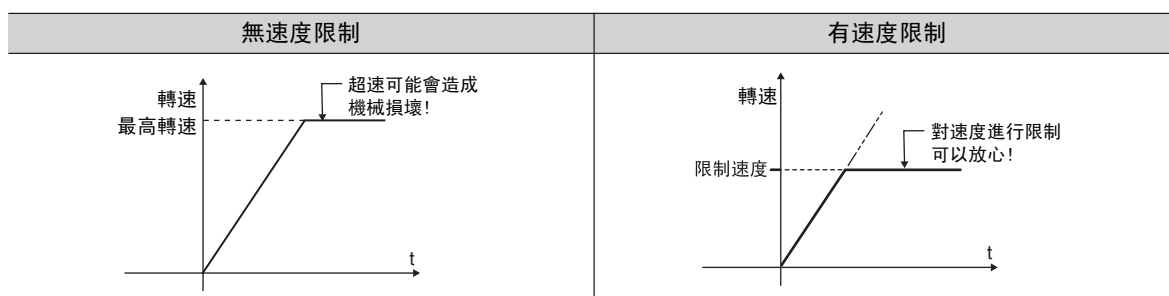 無速度限制
有速度限制
轉速
最高轉速
超速可能會造成
機械損壞!
t
轉速
限制速度
對速度進行限制
可以放心!
t